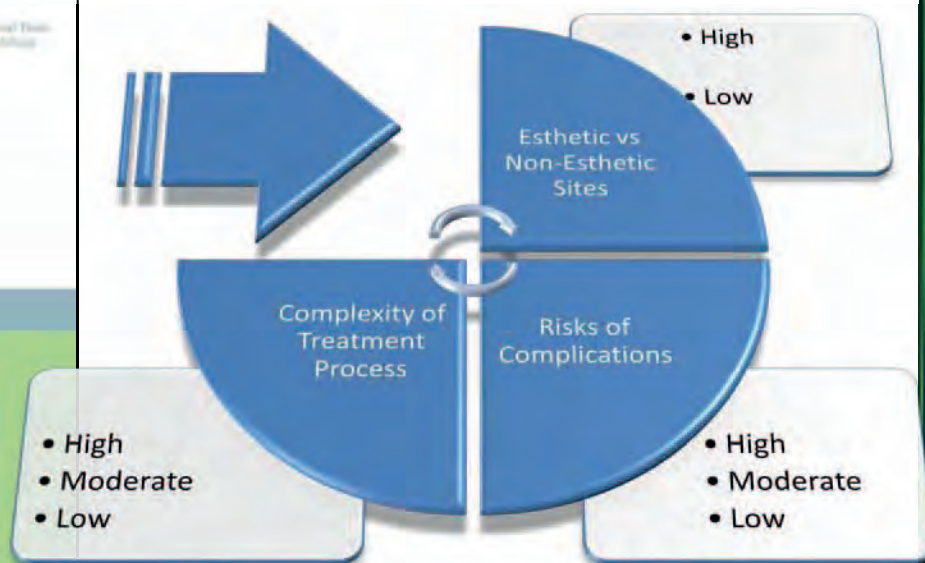 • High
• Low
Esthetic vs
Non-Esthetic
Sites
Complexity of
Treatment
Process
Risks of
Complications
• High
• Moderate
• Low
• High
• Moderate
• Low